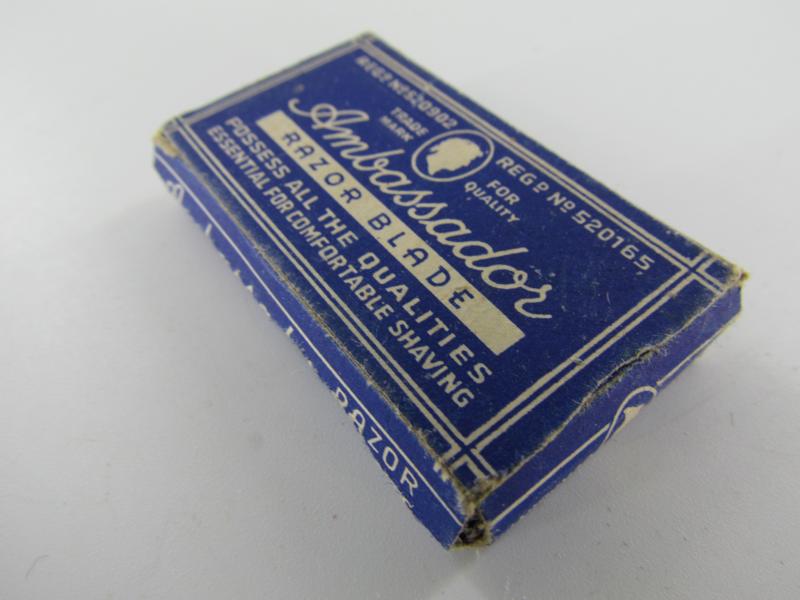 REGD NO 520902
TRADE MARK
FOR QUALITY
REGD NO 520165
Ambassador
RAZOR BLADE
POSSESS ALL THE QUALITIES
ESSENTIAL FOR COMFORTABLE SHAVING
RAZOR